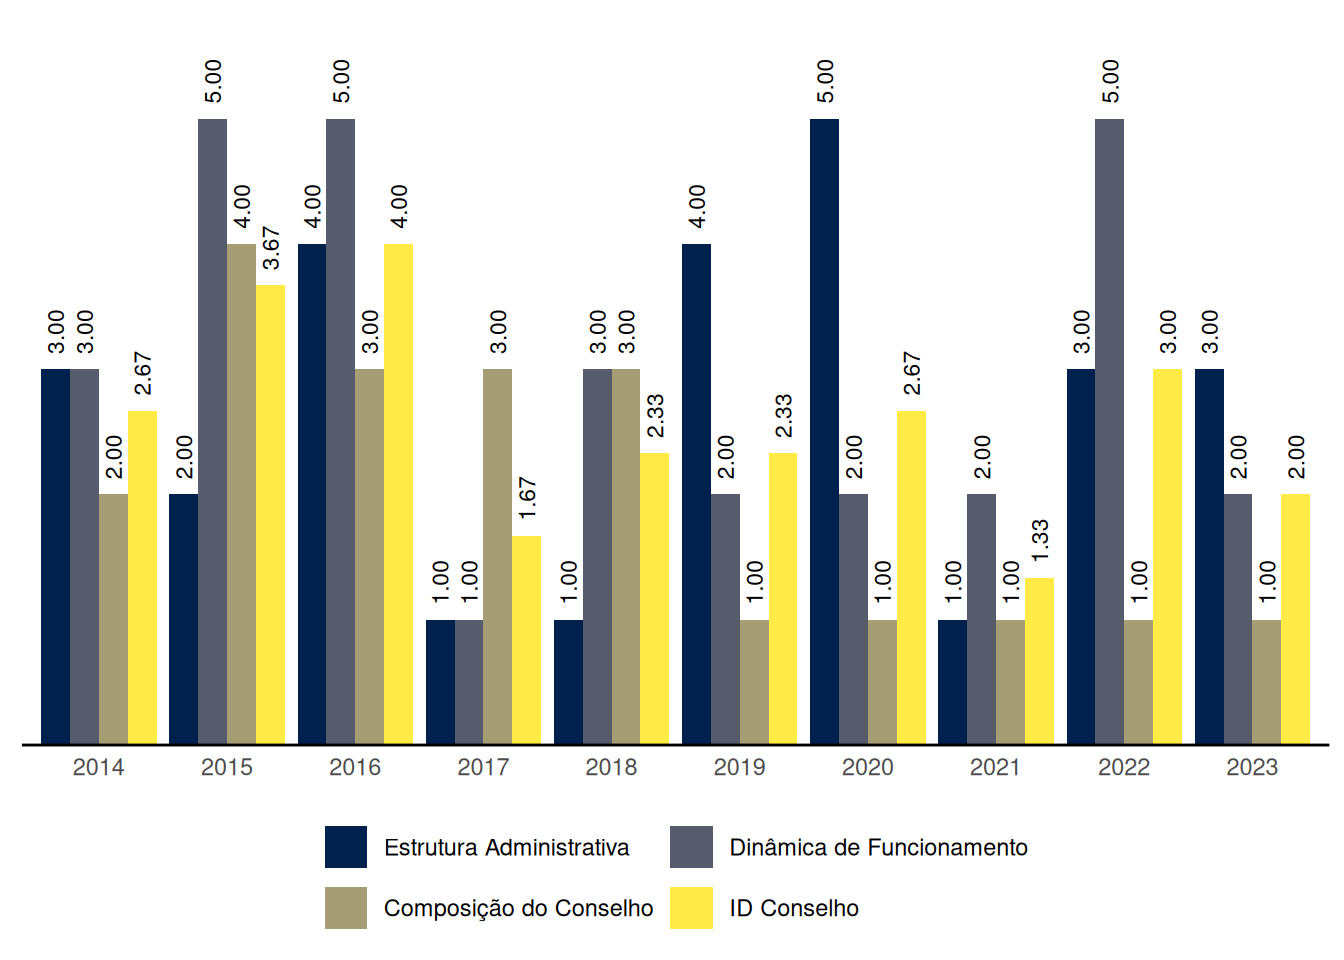 3.00 3.00 2.00 2.67
2.00 5.00 4.00 3.67
4.00 5.00 3.00 4.00
1.00 1.00 3.00 1.67
1.00 3.00 3.00 2.33
4.00 2.00 1.00 2.33
5.00 2.00 1.00 2.67
1.00 2.00 1.00 1.33
3.00 5.00 1.00 3.00
3.00 2.00 1.00 2.00
2014 2015 2016 2017 2018 2019 2020 2021 2022 2023
Estrutura Administrativa Dinâmica de Funcionamento
Composição do Conselho ID Conselho